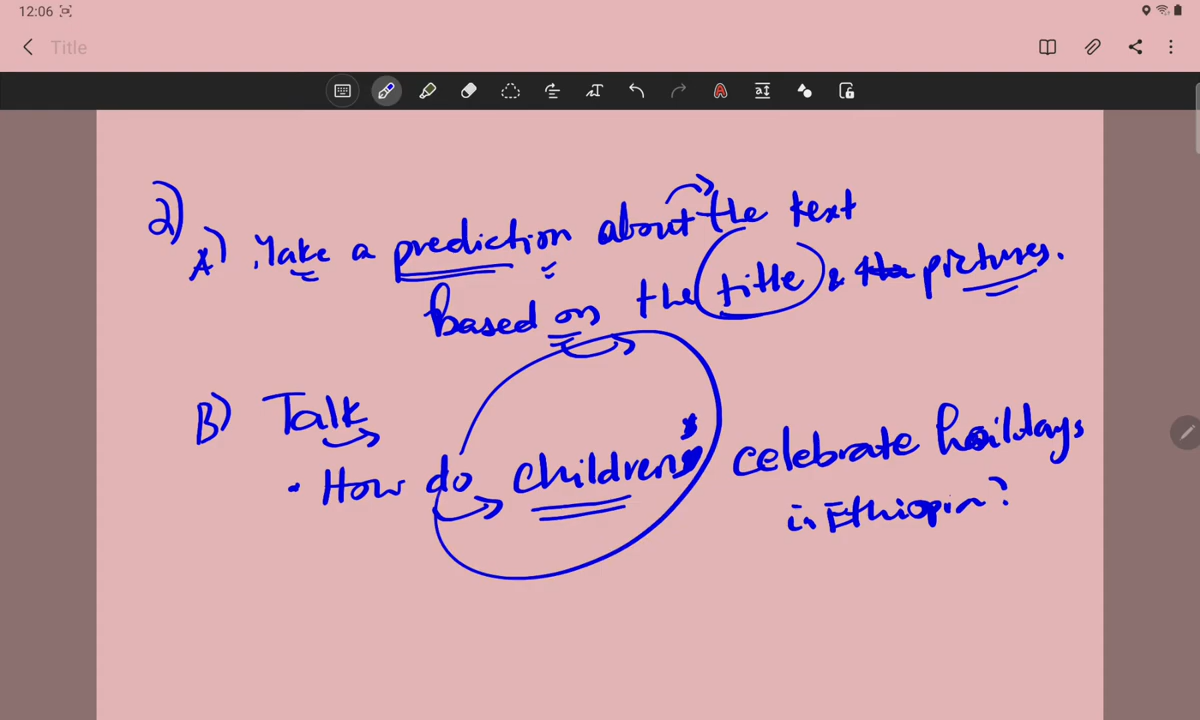 12:06
Title
2)
A) Make a prediction about the text
based on the title & the pictures.
B) Talk
• How do children celebrate holidays
in Ethiopia?